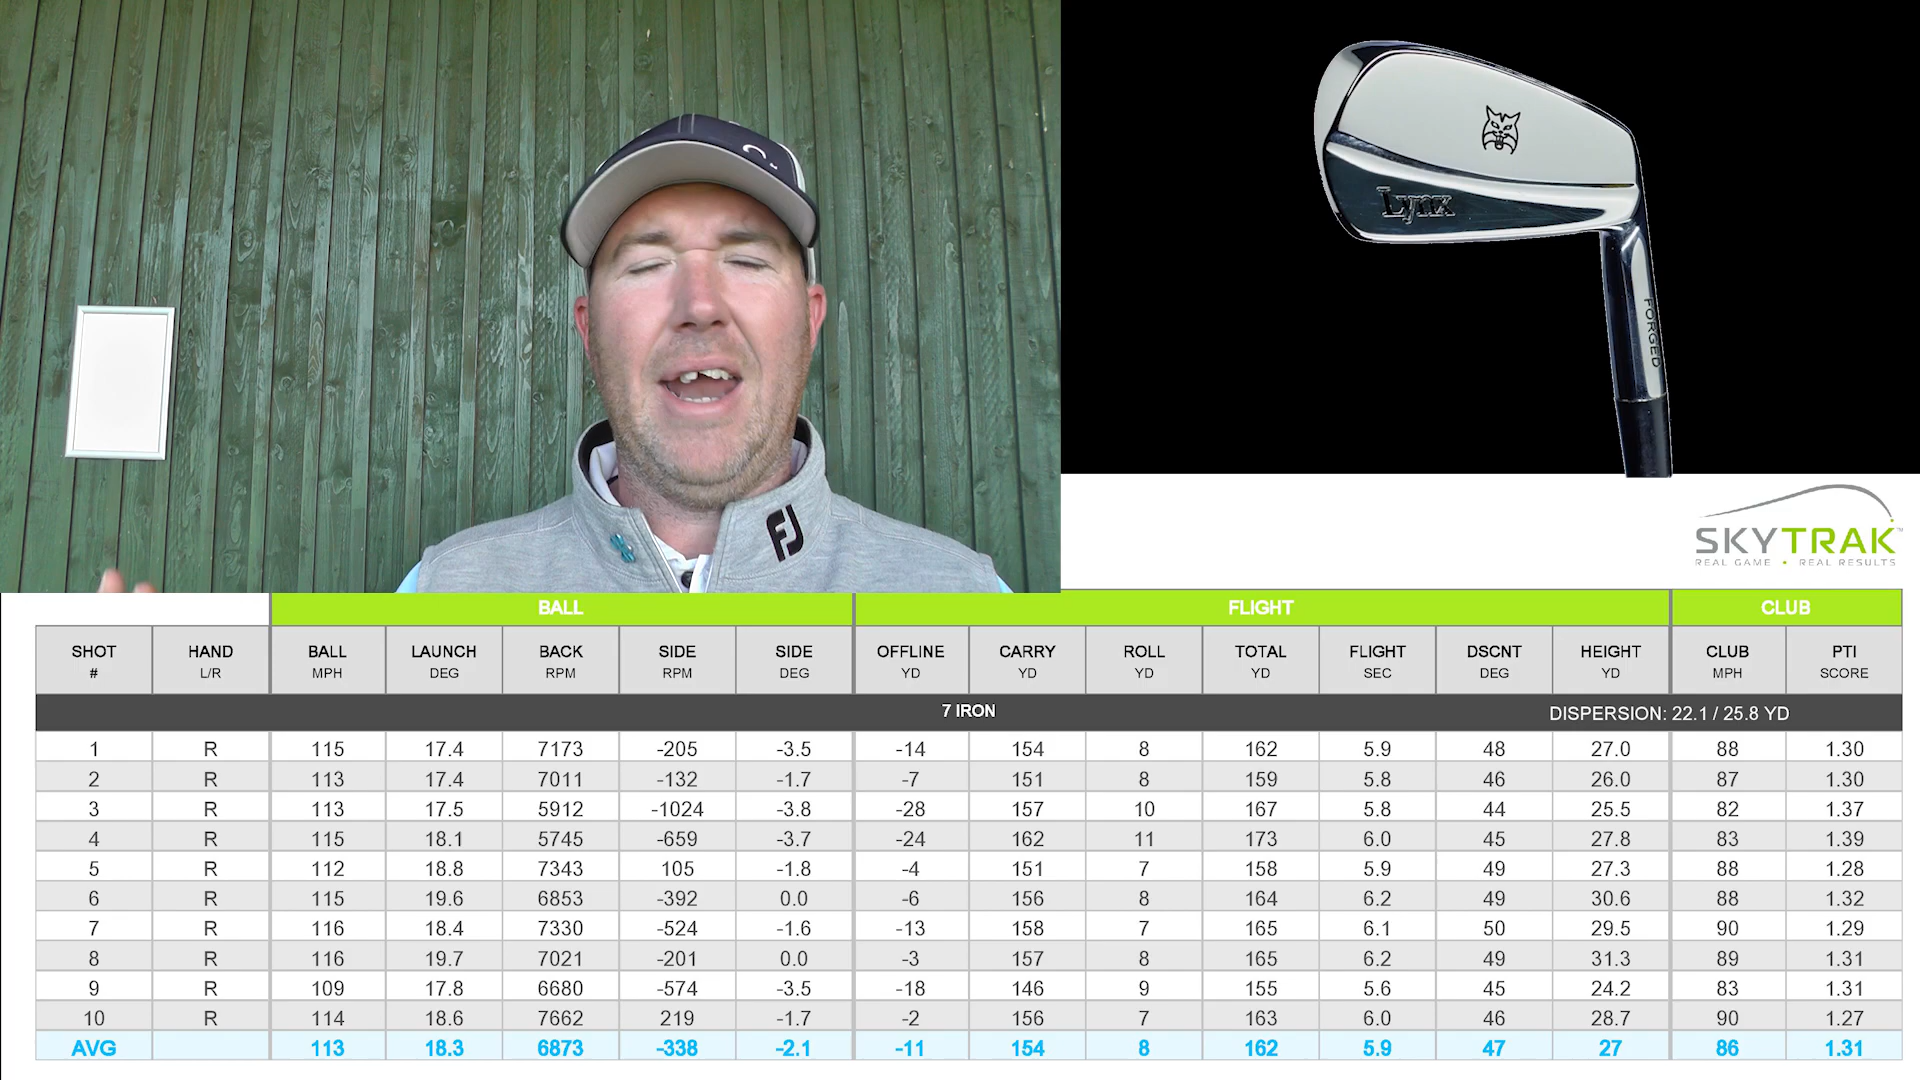 Lynx
FORGED
FJ
SKYTRAK™
REAL GAME • REAL RESULTS
BALL FLIGHT CLUB
SHOT HAND BALL LAUNCH BACK SIDE SIDE OFFLINE CARRY ROLL TOTAL FLIGHT DSCNT HEIGHT CLUB PTI
# L/R MPH DEG RPM RPM DEG YD YD YD YD SEC DEG YD MPH SCORE
7 IRON DISPERSION: 22.1 / 25.8 YD
1 R 115 17.4 7173 -205 -3.5 -14 154 8 162 5.9 48 27.0 88 1.30
2 R 113 17.4 7011 -132 -1.7 -7 151 8 159 5.8 46 26.0 87 1.30
3 R 113 17.5 5912 -1024 -3.8 -28 157 10 167 5.8 44 25.5 82 1.37
4 R 115 18.1 5745 -659 -3.7 -24 162 11 173 6.0 45 27.8 83 1.39
5 R 112 18.8 7343 105 -1.8 -4 151 7 158 5.9 49 27.3 88 1.28
6 R 115 19.6 6853 -392 0.0 -6 156 8 164 6.2 49 30.6 88 1.32
7 R 116 18.4 7330 -524 -1.6 -13 158 7 165 6.1 50 29.5 90 1.29
8 R 116 19.7 7021 -201 0.0 -3 157 8 165 6.2 49 31.3 89 1.31
9 R 109 17.8 6680 -574 -3.5 -18 146 9 155 5.6 45 24.2 83 1.31
10 R 114 18.6 7662 219 -1.7 -2 156 7 163 6.0 46 28.7 90 1.27
AVG 113 18.3 6873 -338 -2.1 -11 154 8 162 5.9 47 27 86 1.31